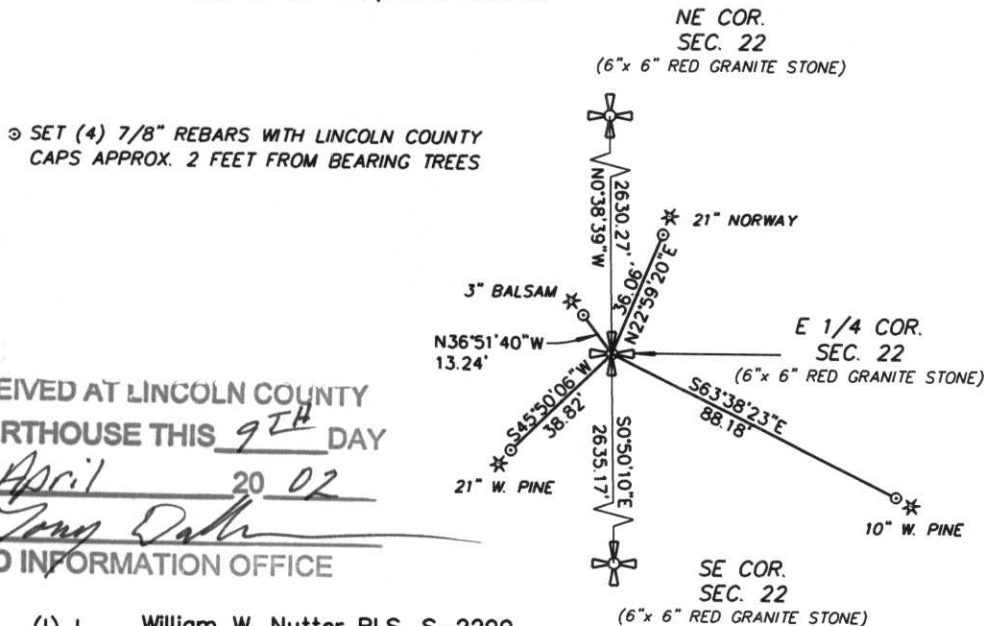 NE COR.
SEC. 22
(6"x 6" RED GRANITE STONE)
SET (4) 7/8" REBARS WITH LINCOLN COUNTY
CAPS APPROX. 2 FEET FROM BEARING TREES
N0°38'39"W
2630.27'
21" NORWAY
36.06'
N22°59'20"E
3" BALSAM
N36°51'40"W
13.24'
E 1/4 COR.
SEC. 22
(6"x 6" RED GRANITE STONE)
S63°38'23"E
88.18'
S45°50'06"W
38.82'
S0°50'10"E
2635.17'
21" W. PINE
10" W. PINE
SE COR.
SEC. 22
(6"x 6" RED GRANITE STONE)
EIVED AT LINCOLN COUNTY
RTHOUSE THIS 9TH DAY
April 20 02
Tony
INFORMATION OFFICE
William W. Nutter RLS S-2200